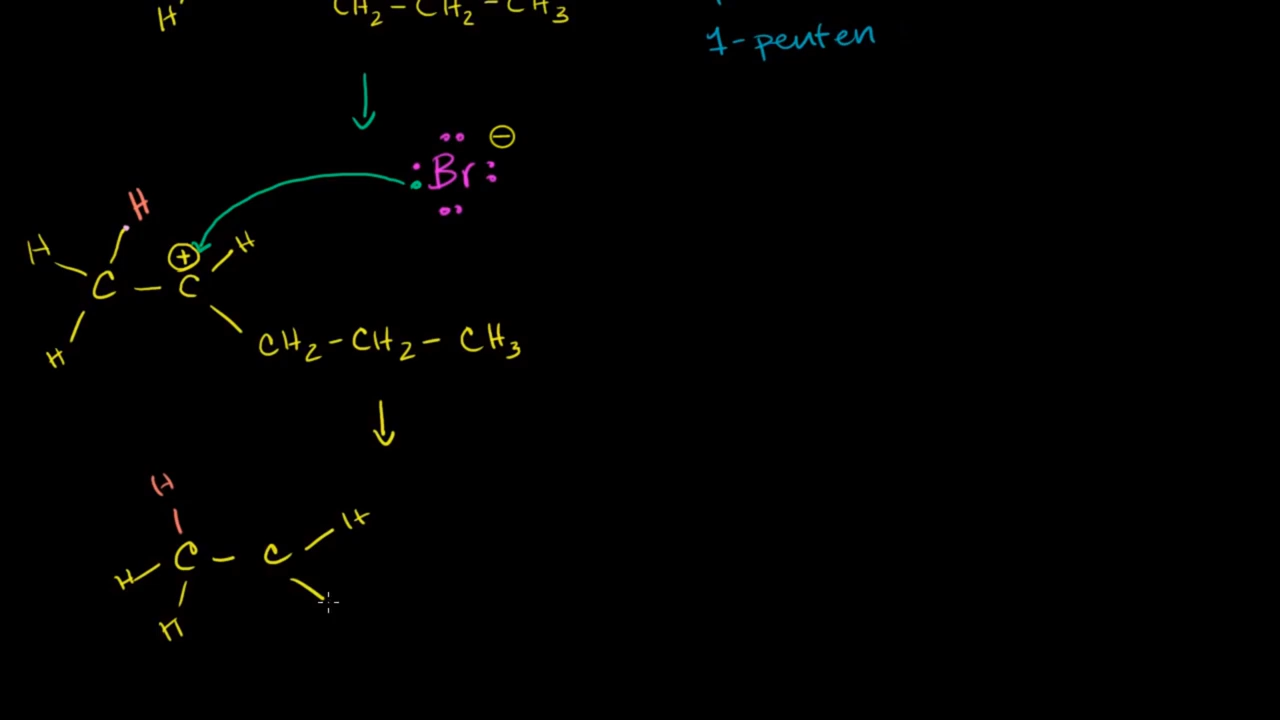 H
CH2-CH2-CH3
1-penten
Br
⊖
H
H
⊕
H
C - C
H
CH2-CH2-CH3
H
H
C - C
H
H